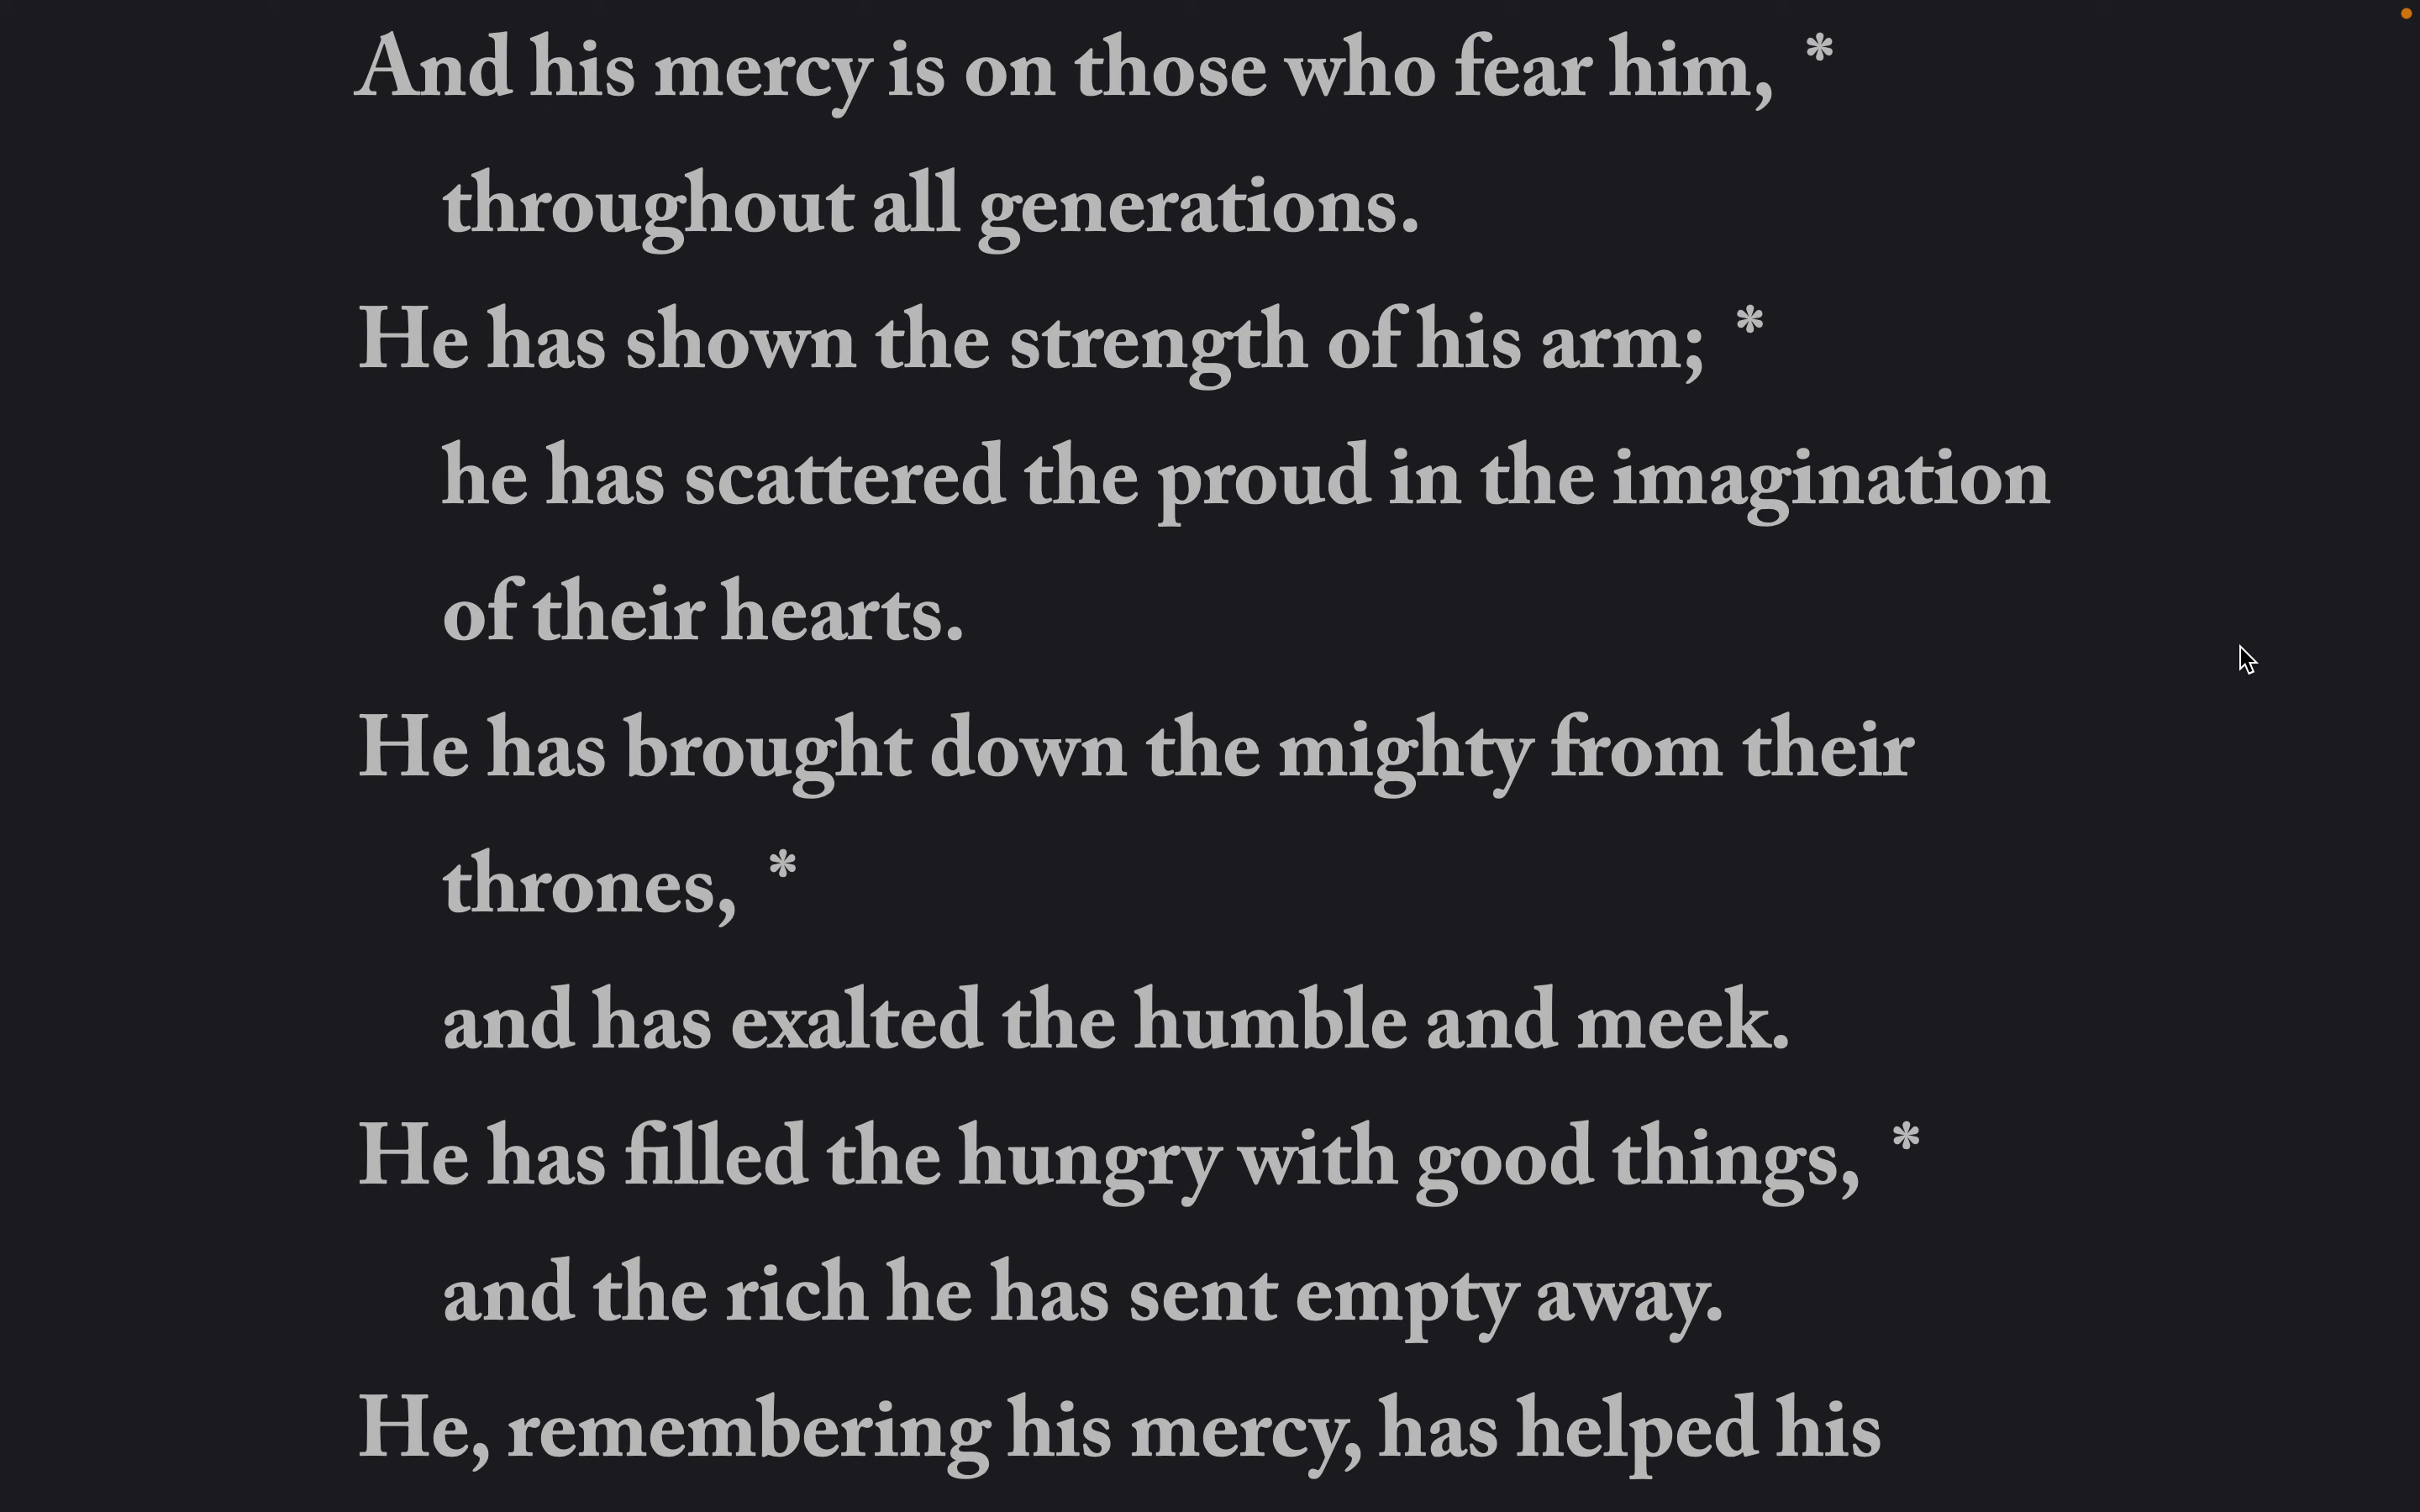 And his mercy is on those who fear him, *
throughout all generations.
He has shown the strength of his arm; *
he has scattered the proud in the imagination
of their hearts.
He has brought down the mighty from their
thrones, *
and has exalted the humble and meek.
He has filled the hungry with good things, *
and the rich he has sent empty away.
He, remembering his mercy, has helped his